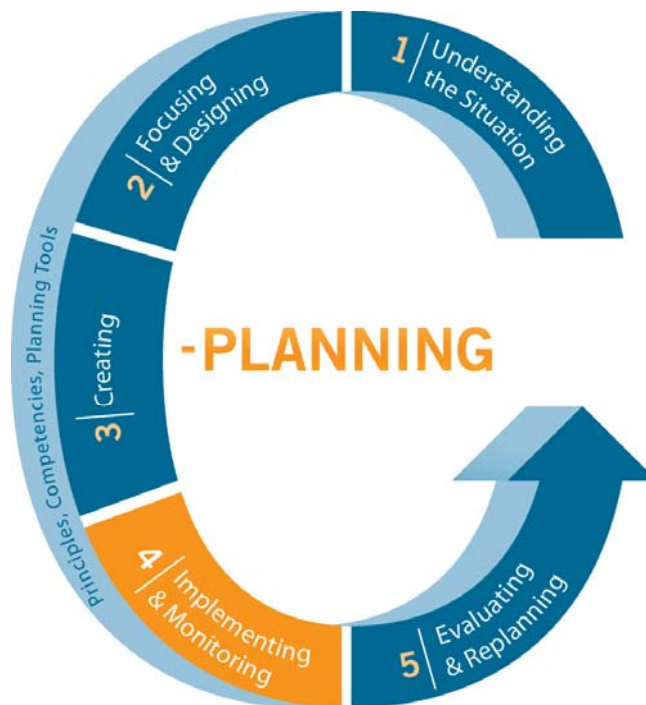 1 Understanding
the Situation
2 Focusing
& Designing
3 Creating
4 Implementing
& Monitoring
5 Evaluating
& Replanning
-PLANNING
Principles, Competencies, Planning Tools